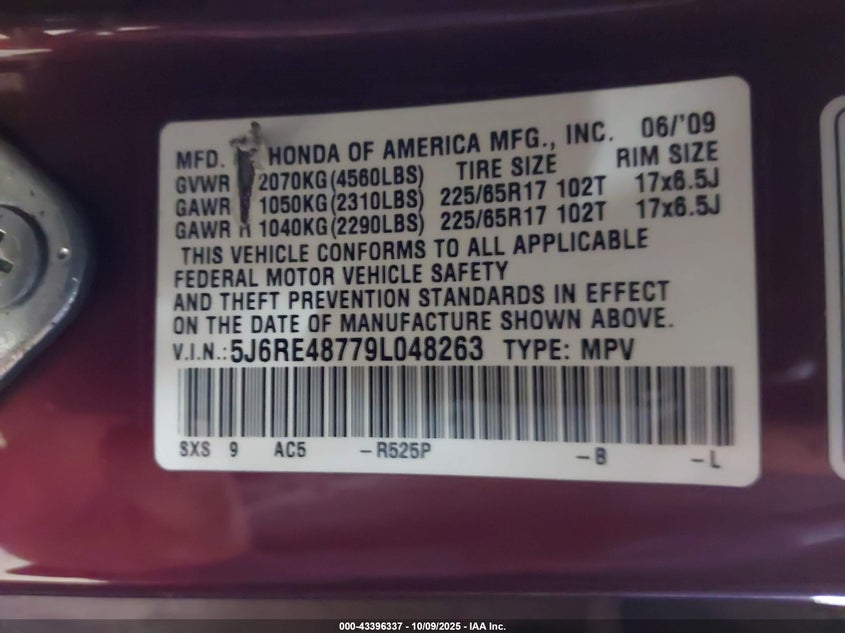 MFD. HONDA OF AMERICA MFG., INC. 06/'09
GVWR 2070KG(4560LBS) TIRE SIZE RIM SIZE
GAWR 1050KG(2310LBS) 225/65R17 102T 17x6.5J
GAWR R 1040KG(2290LBS) 225/65R17 102T 17x6.5J
THIS VEHICLE CONFORMS TO ALL APPLICABLE
FEDERAL MOTOR VEHICLE SAFETY
AND THEFT PREVENTION STANDARDS IN EFFECT
ON THE DATE OF MANUFACTURE SHOWN ABOVE.
V.I.N.: 5J6RE48779L048263 TYPE: MPV
SXS 9 AC5 -R525P -B -L
000-43396337 - 10/09/2025 - IAA Inc.